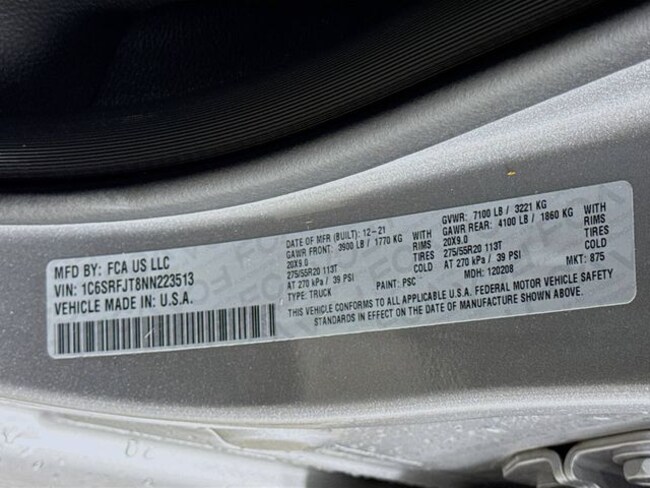 MFD BY: FCA US LLC
VIN: 1C6SRFJT8NN223513
VEHICLE MADE IN: U.S.A.
DATE OF MFR (BUILT): 12-21
GAWR FRONT: 3900 LB / 1770 KG WITH
20X9.0 RIMS
275/55R20 113T TIRES
AT 270 kPa / 39 PSI COLD
TYPE: TRUCK PAINT: PSC
GVWR: 7100 LB / 3221 KG
GAWR REAR: 4100 LB / 1860 KG WITH
20X9.0 RIMS
275/55R20 113T TIRES
AT 270 kPa / 39 PSI COLD
MDH: 120208 MKT: 875
THIS VEHICLE CONFORMS TO ALL APPLICABLE U.S.A. FEDERAL MOTOR VEHICLE SAFETY
STANDARDS IN EFFECT ON THE DATE OF MANUFACTURE SHOWN ABOVE.